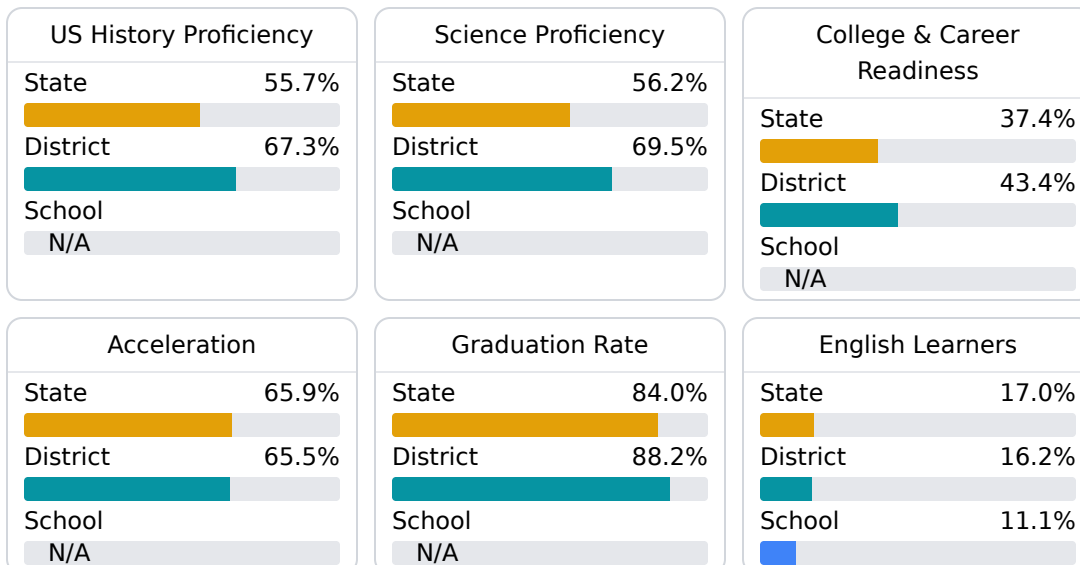 US History Proficiency
State 55.7%
District 67.3%
School
N/A
Science Proficiency
State 56.2%
District 69.5%
School
N/A
College & Career
Readiness
State 37.4%
District 43.4%
School
N/A
Acceleration
State 65.9%
District 65.5%
School
N/A
Graduation Rate
State 84.0%
District 88.2%
School
N/A
English Learners
State 17.0%
District 16.2%
School 11.1%